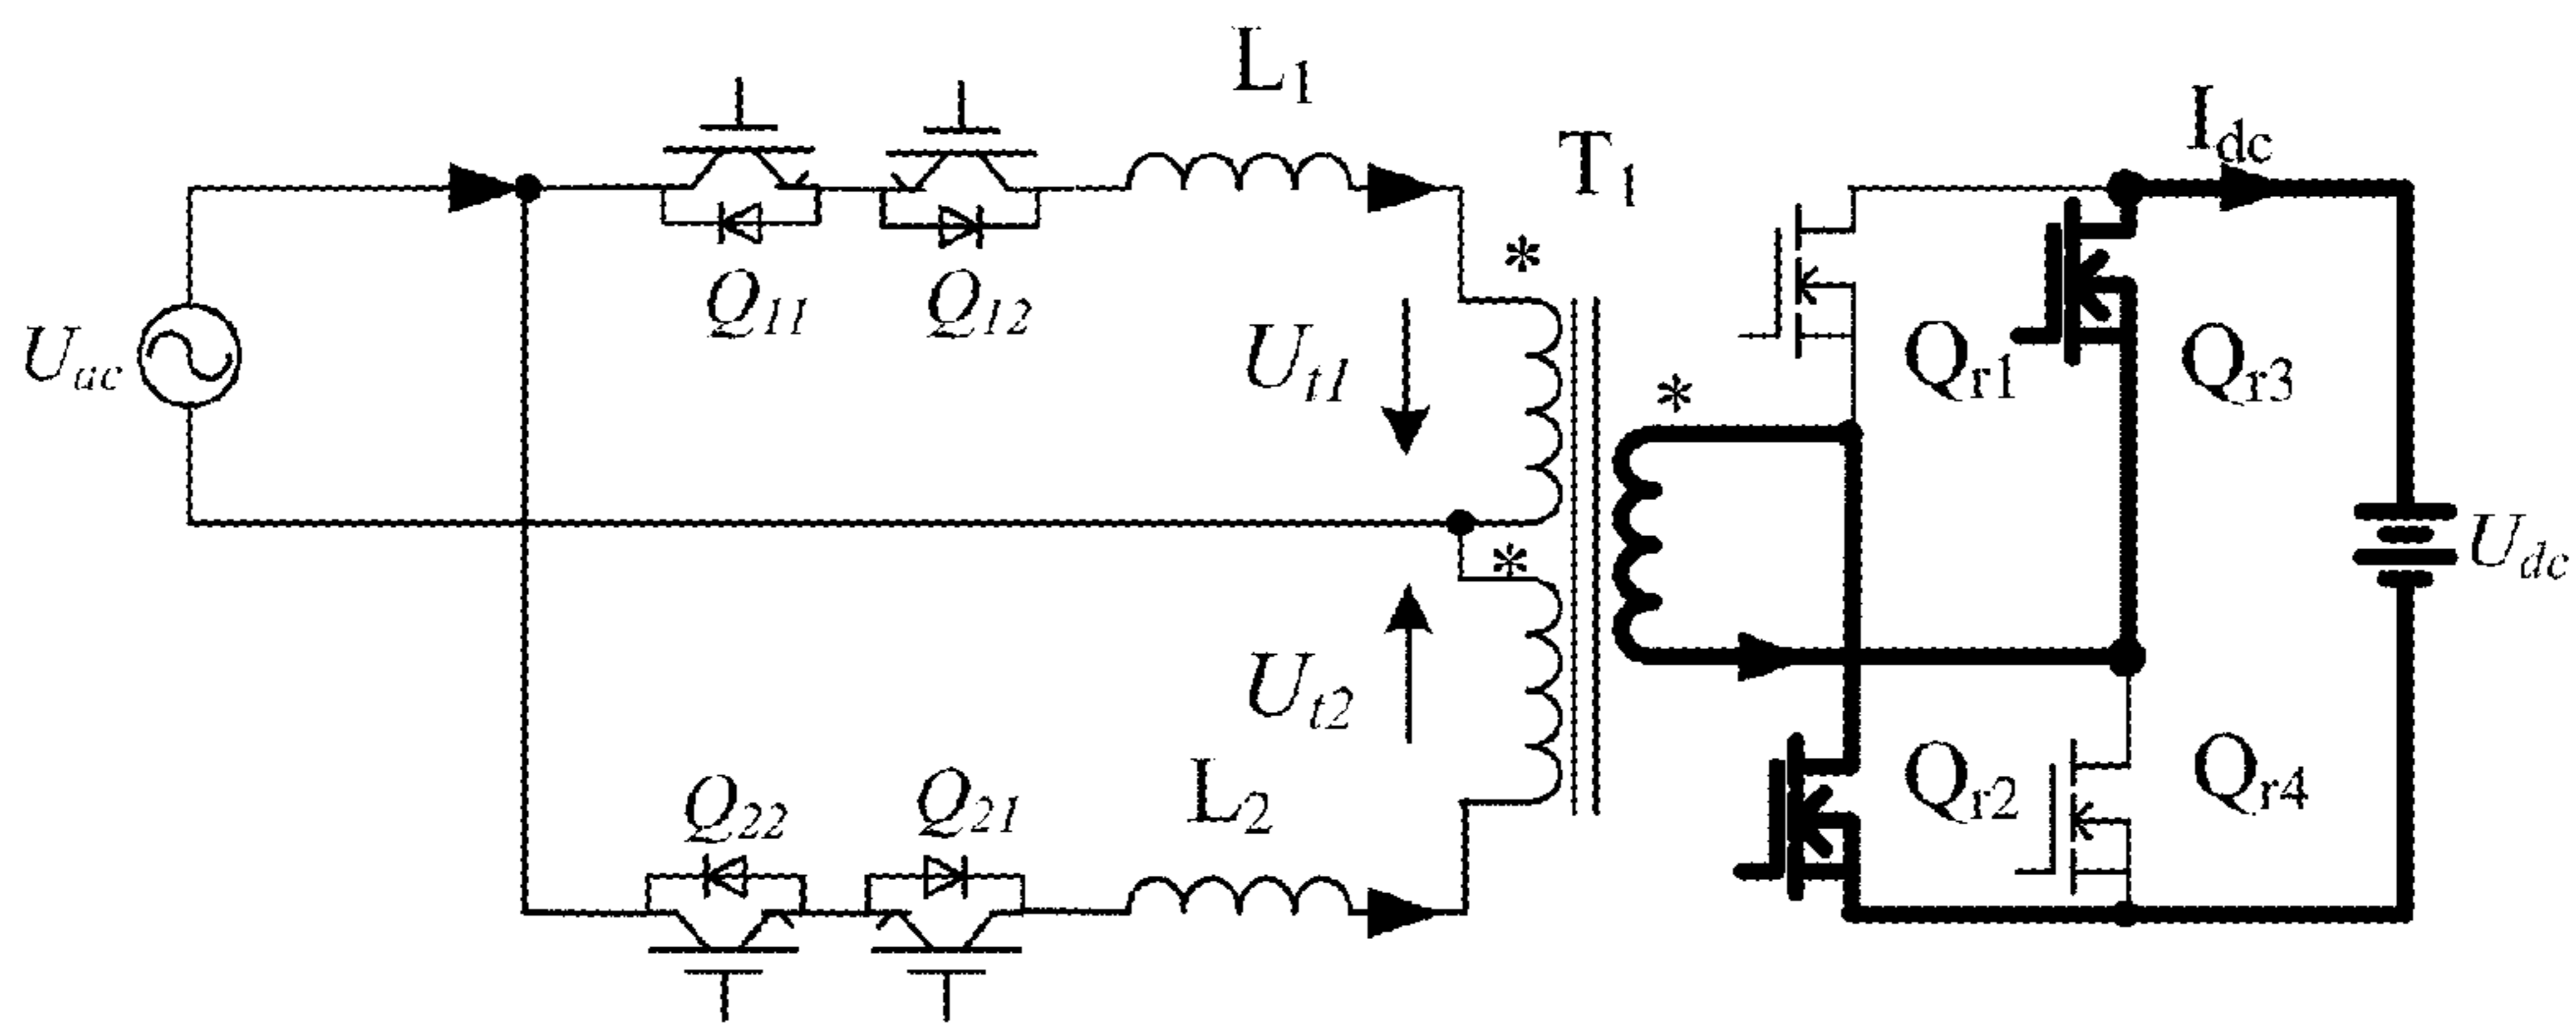 L1
Idc
T1
*
Q11
Q12
Uac
Ut1
Qr1
Qr3
*
*
Udc
Ut2
Q22
Q21
L2
Qr2
Qr4